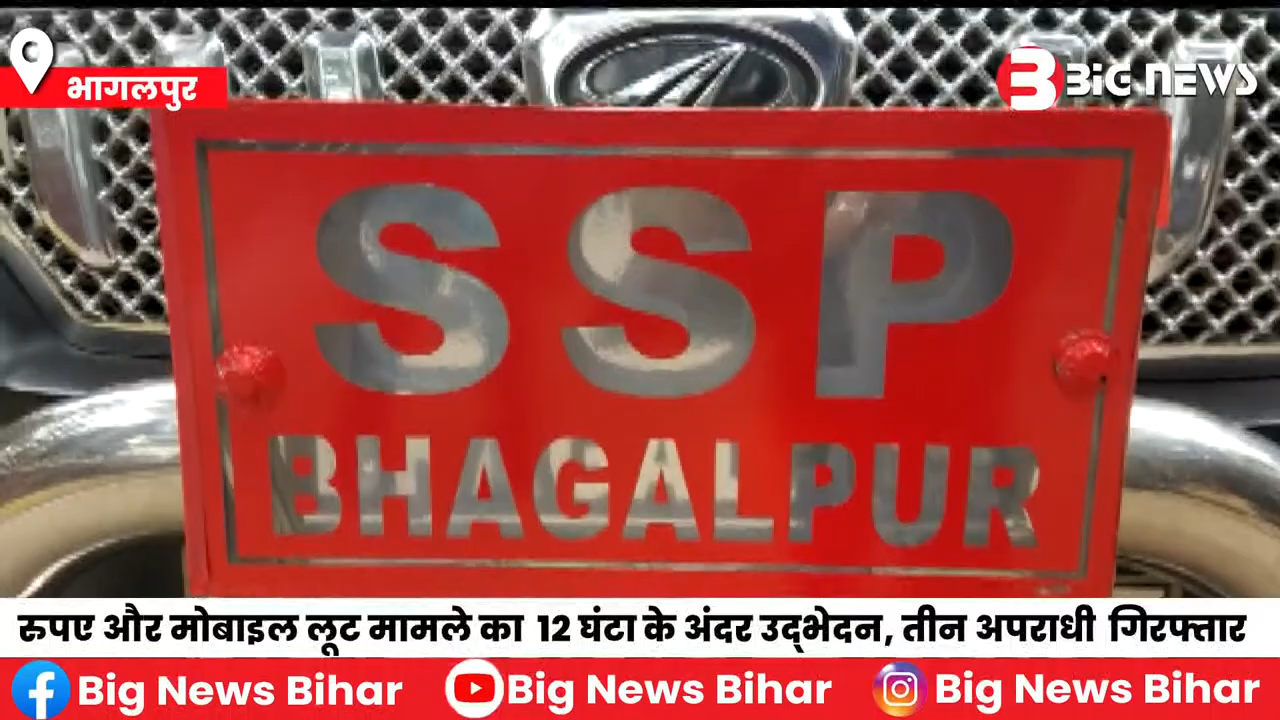 भागलपुर
BIG NEWS
SSP
BHAGALPUR
रुपए और मोबाइल लूट मामले का 12 घंटा के अंदर उद्भेदन, तीन अपराधी गिरफ्तार
Big News Bihar Big News Bihar Big News Bihar